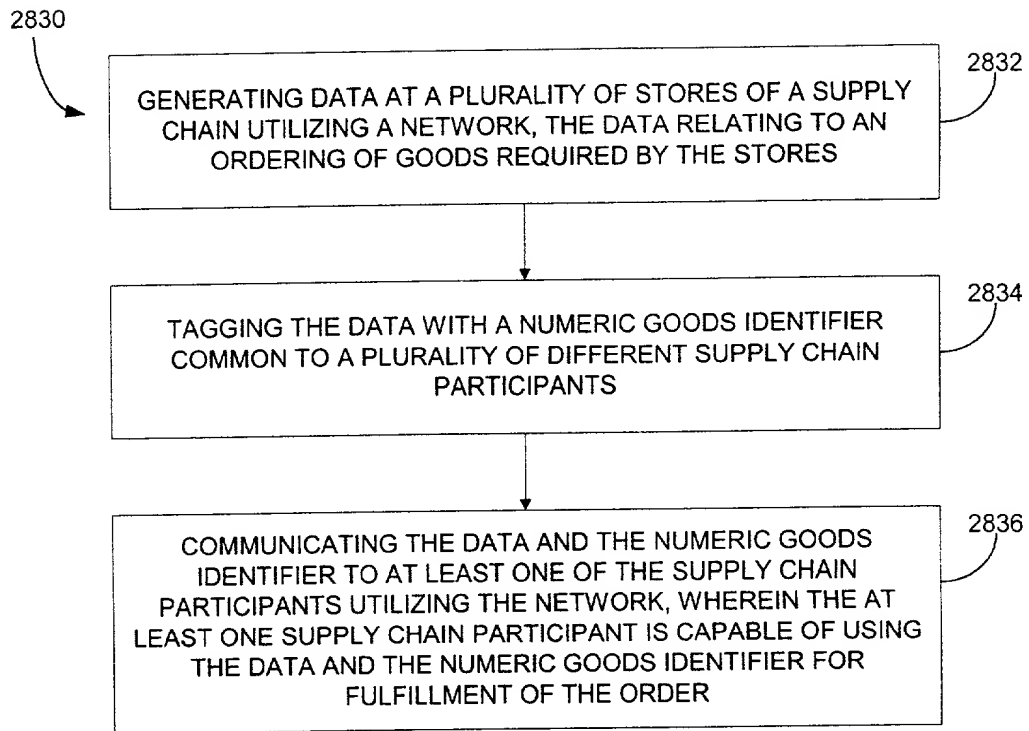 2830
GENERATING DATA AT A PLURALITY OF STORES OF A SUPPLY
CHAIN UTILIZING A NETWORK, THE DATA RELATING TO AN
ORDERING OF GOODS REQUIRED BY THE STORES
2832
TAGGING THE DATA WITH A NUMERIC GOODS IDENTIFIER
COMMON TO A PLURALITY OF DIFFERENT SUPPLY CHAIN
PARTICIPANTS
2834
COMMUNICATING THE DATA AND THE NUMERIC GOODS
IDENTIFIER TO AT LEAST ONE OF THE SUPPLY CHAIN
PARTICIPANTS UTILIZING THE NETWORK, WHEREIN THE AT
LEAST ONE SUPPLY CHAIN PARTICIPANT IS CAPABLE OF USING
THE DATA AND THE NUMERIC GOODS IDENTIFIER FOR
FULFILLMENT OF THE ORDER
2836